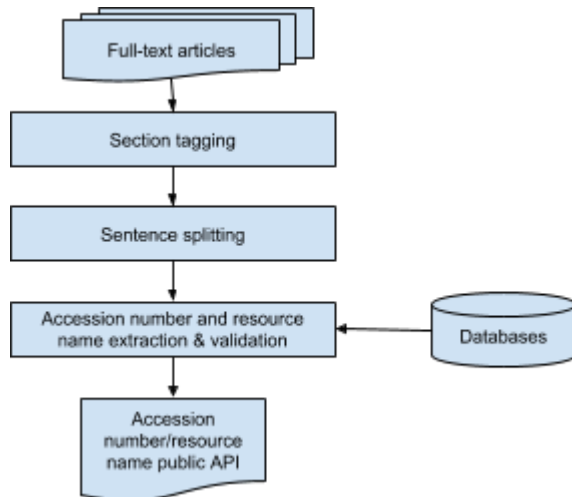 Full-text articles
Section tagging
Sentence splitting
Accession number and resource
name extraction & validation
Databases
Accession
number/resource
name public API